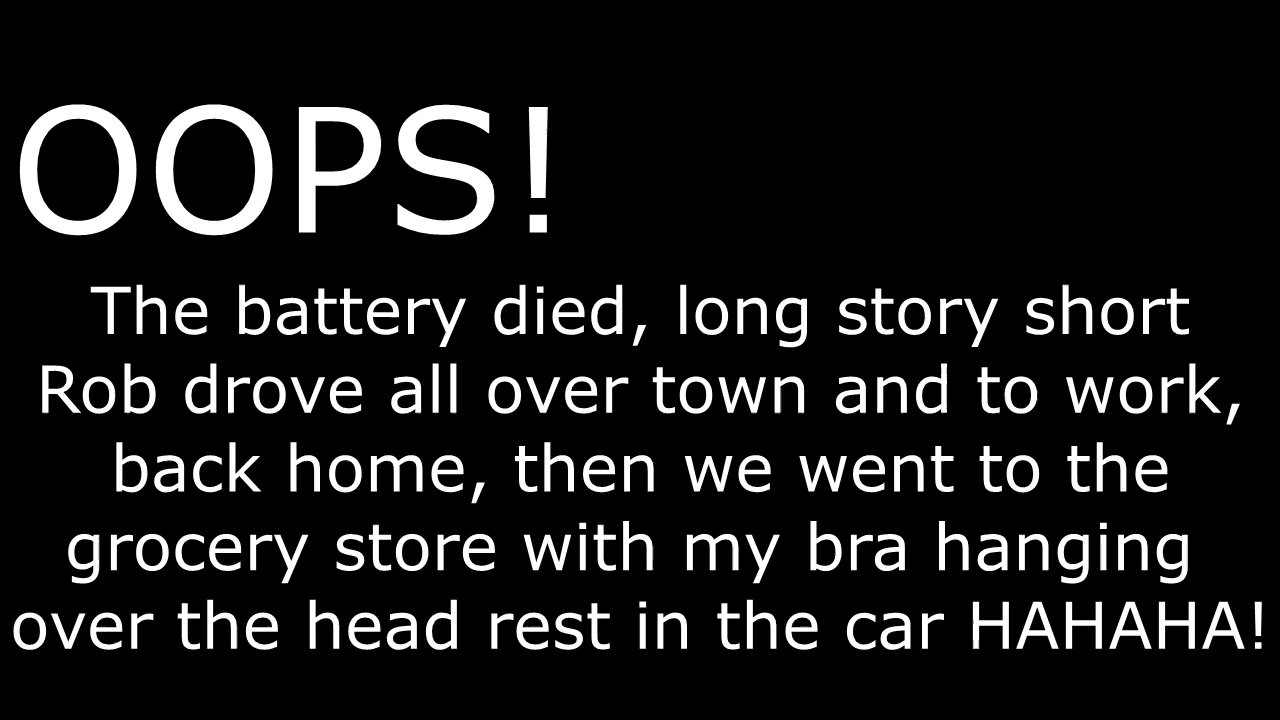 OOPS!
The battery died, long story short
Rob drove all over town and to work,
back home, then we went to the
grocery store with my bra hanging
over the head rest in the car HAHAHA!